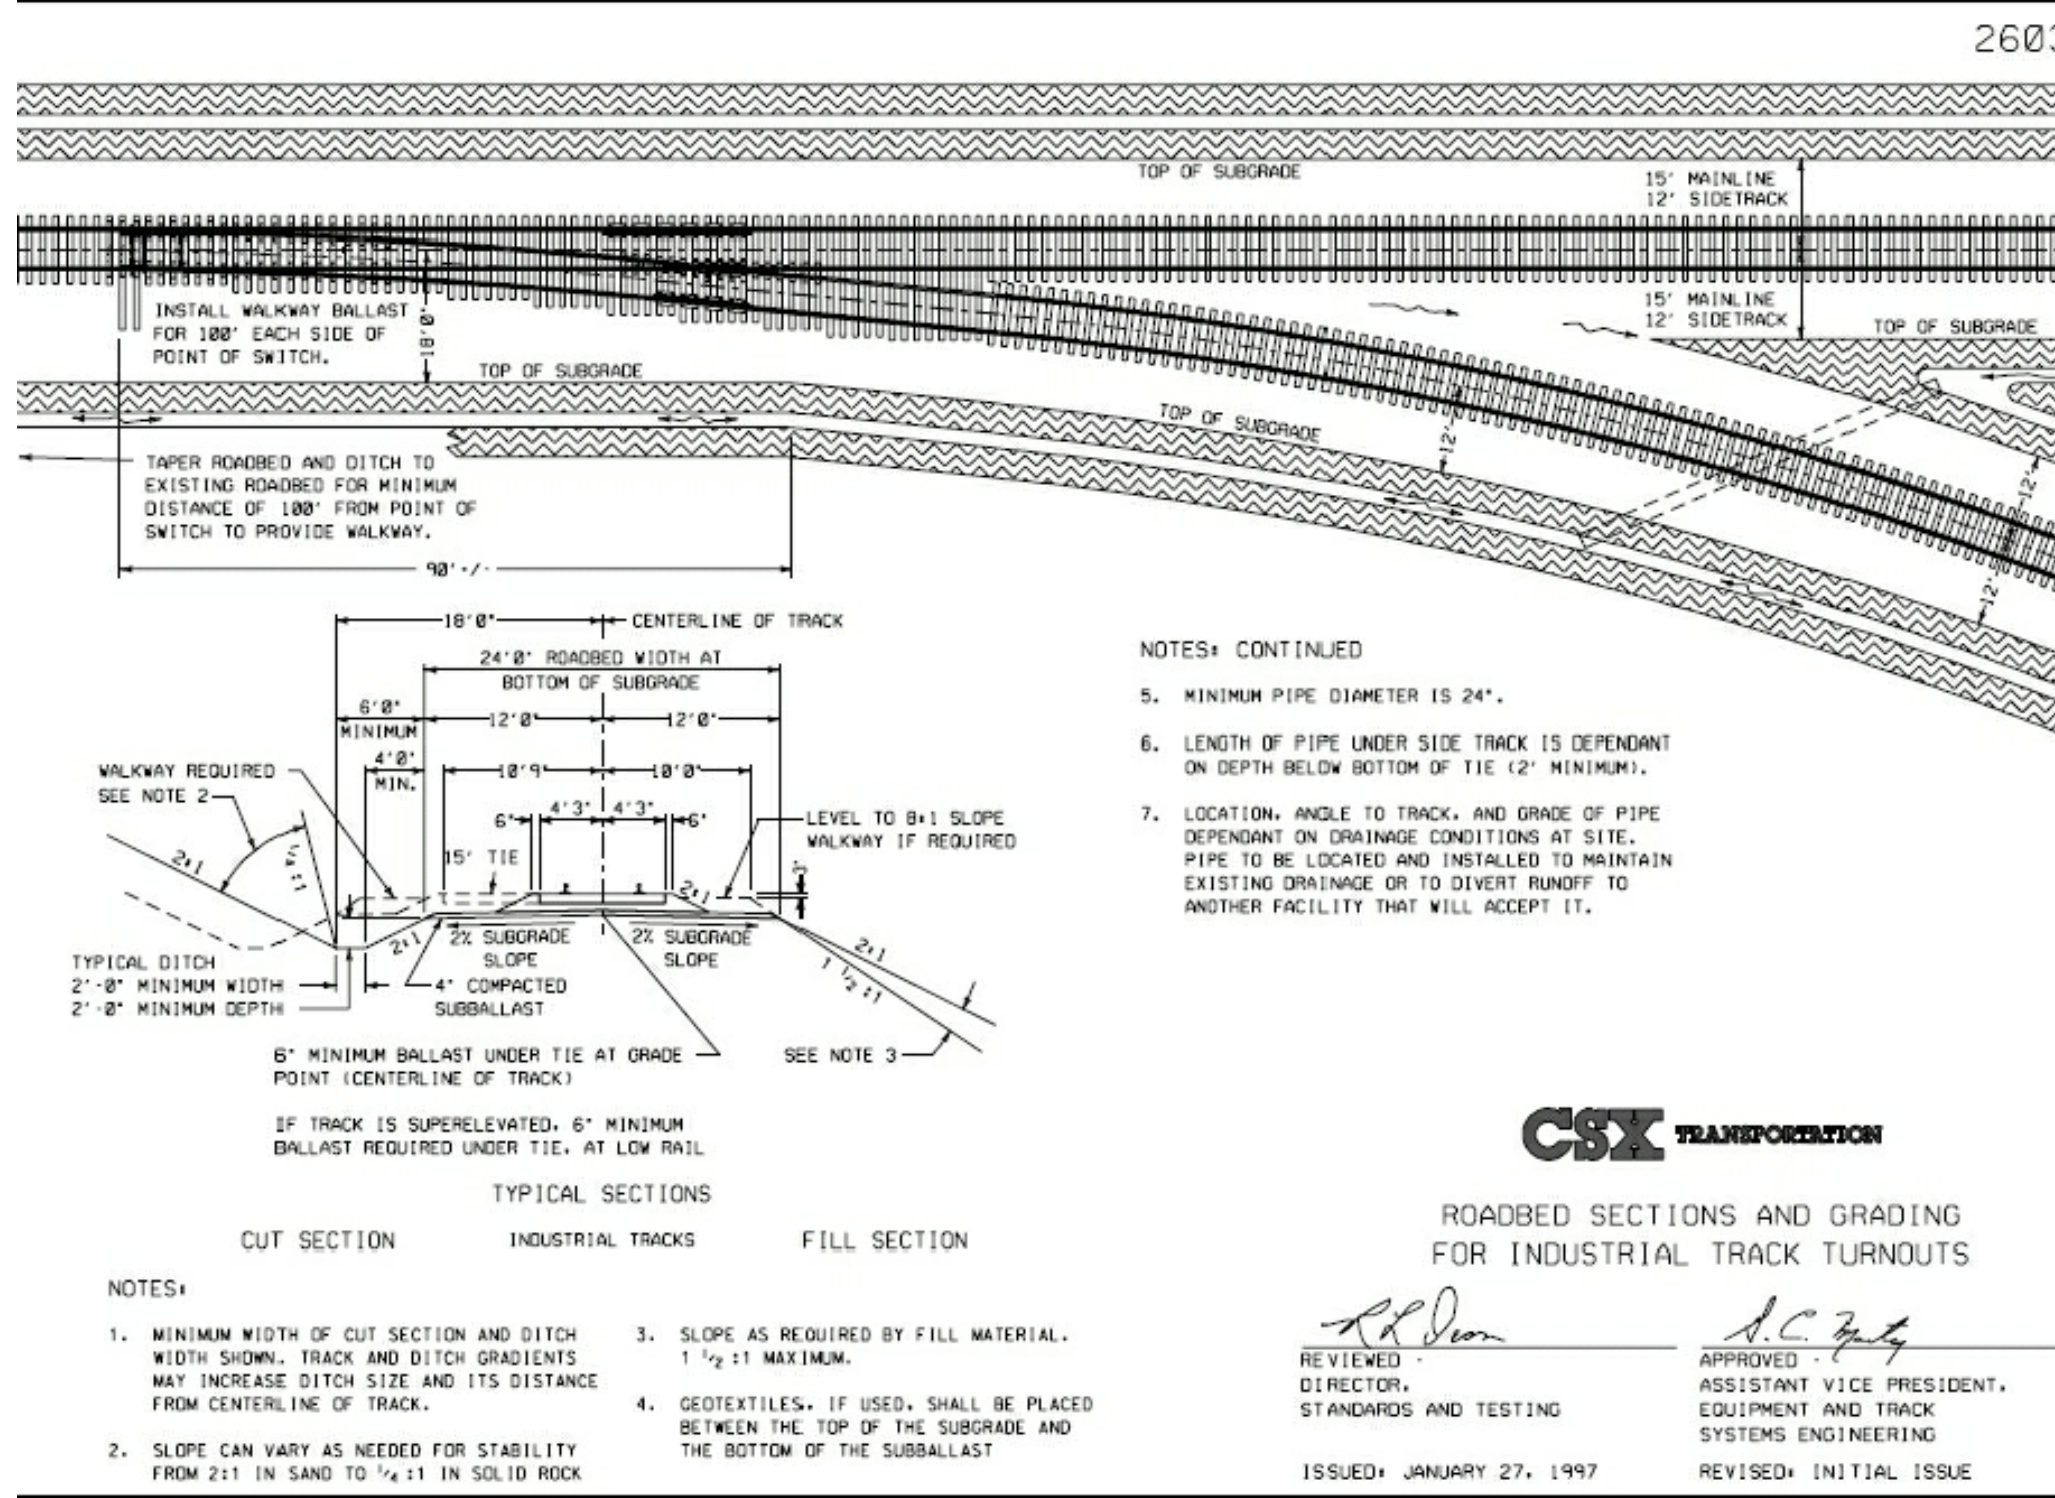 2603
TOP OF SUBGRADE
15' MAINLINE
12' SIDETRACK
15' MAINLINE
12' SIDETRACK
TOP OF SUBGRADE
INSTALL WALKWAY BALLAST
FOR 100' EACH SIDE OF
POINT OF SWITCH.
18'0"
TOP OF SUBGRADE
TOP OF SUBGRADE
12'
12'
12'
TAPER ROADBED AND DITCH TO
EXISTING ROADBED FOR MINIMUM
DISTANCE OF 100' FROM POINT OF
SWITCH TO PROVIDE WALKWAY.
90'+/-
18'0"
CENTERLINE OF TRACK
24'0" ROADBED WIDTH AT
BOTTOM OF SUBGRADE
6'0"
MINIMUM
12'0"
12'0"
4'0"
MIN.
10'9"
10'0"
WALKWAY REQUIRED
SEE NOTE 2
6"
4'3"
4'3"
6"
LEVEL TO 8:1 SLOPE
WALKWAY IF REQUIRED
2:1
1/4:1
15' TIE
2:1
3"
2:1
2% SUBGRADE
SLOPE
2% SUBGRADE
SLOPE
2:1
1 1/2:1
TYPICAL DITCH
2'-0" MINIMUM WIDTH
2'-0" MINIMUM DEPTH
4" COMPACTED
SUBBALLAST
6" MINIMUM BALLAST UNDER TIE AT GRADE
POINT (CENTERLINE OF TRACK)
SEE NOTE 3
IF TRACK IS SUPERELEVATED, 6" MINIMUM
BALLAST REQUIRED UNDER TIE, AT LOW RAIL
TYPICAL SECTIONS
CUT SECTION
INDUSTRIAL TRACKS
FILL SECTION
NOTES:
1. MINIMUM WIDTH OF CUT SECTION AND DITCH
WIDTH SHOWN. TRACK AND DITCH GRADIENTS
MAY INCREASE DITCH SIZE AND ITS DISTANCE
FROM CENTERLINE OF TRACK.
2. SLOPE CAN VARY AS NEEDED FOR STABILITY
FROM 2:1 IN SAND TO 1/4:1 IN SOLID ROCK
3. SLOPE AS REQUIRED BY FILL MATERIAL.
1 1/2:1 MAXIMUM.
4. GEOTEXTILES, IF USED, SHALL BE PLACED
BETWEEN THE TOP OF THE SUBGRADE AND
THE BOTTOM OF THE SUBBALLAST
NOTES: CONTINUED
5. MINIMUM PIPE DIAMETER IS 24".
6. LENGTH OF PIPE UNDER SIDE TRACK IS DEPENDANT
ON DEPTH BELOW BOTTOM OF TIE (2' MINIMUM).
7. LOCATION, ANGLE TO TRACK, AND GRADE OF PIPE
DEPENDANT ON DRAINAGE CONDITIONS AT SITE.
PIPE TO BE LOCATED AND INSTALLED TO MAINTAIN
EXISTING DRAINAGE OR TO DIVERT RUNOFF TO
ANOTHER FACILITY THAT WILL ACCEPT IT.
CSX TRANSPORTATION
ROADBED SECTIONS AND GRADING
FOR INDUSTRIAL TRACK TURNOUTS
REVIEWED -
DIRECTOR,
STANDARDS AND TESTING
ISSUED: JANUARY 27, 1997
APPROVED -
ASSISTANT VICE PRESIDENT,
EQUIPMENT AND TRACK
SYSTEMS ENGINEERING
REVISED: INITIAL ISSUE